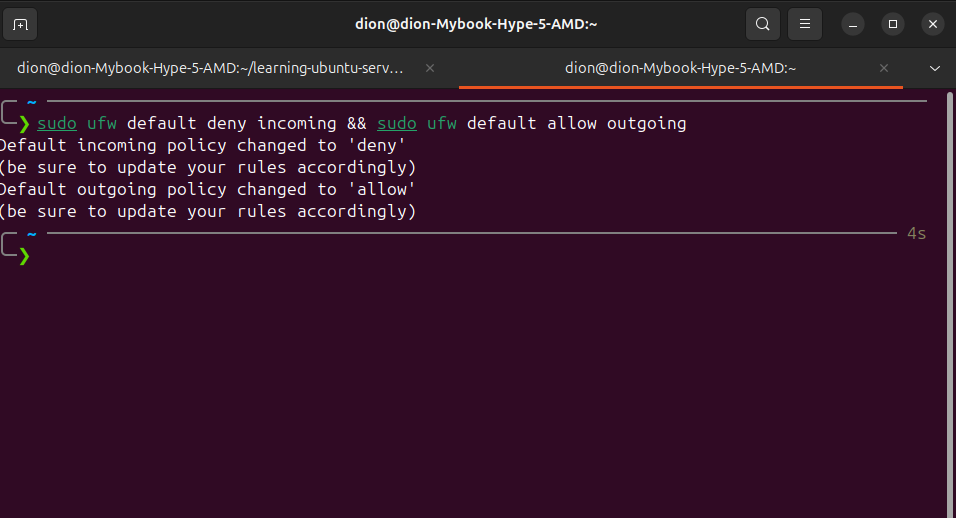 dion@dion-Mybook-Hype-5-AMD:~
dion@dion-Mybook-Hype-5-AMD:~/learning-ubuntu-serv…
dion@dion-Mybook-Hype-5-AMD:~
~
❯ sudo ufw default deny incoming && sudo ufw default allow outgoing
Default incoming policy changed to 'deny'
(be sure to update your rules accordingly)
Default outgoing policy changed to 'allow'
(be sure to update your rules accordingly)
~ 4s
❯